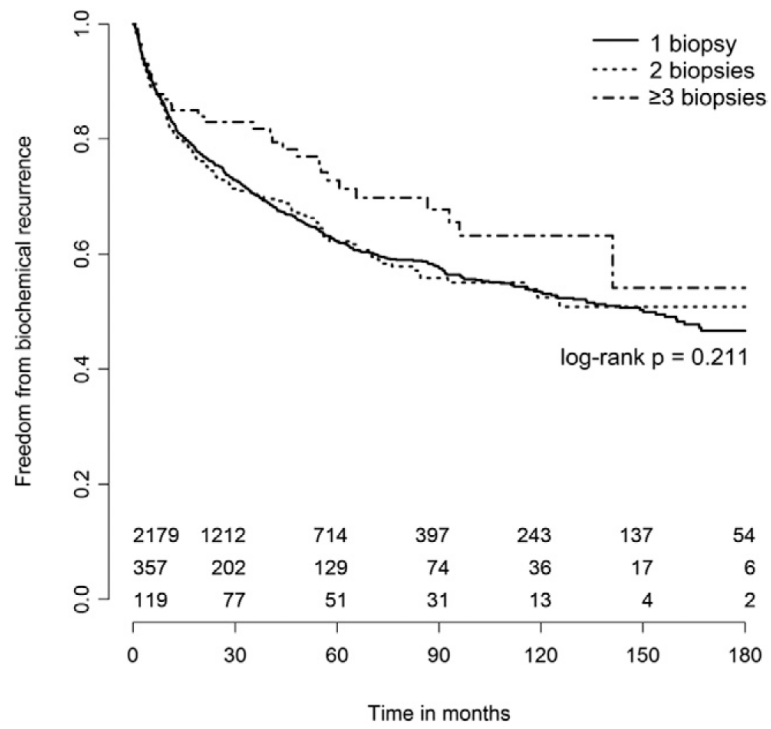 1 biopsy
2 biopsies
≥3 biopsies
Freedom from biochemical recurrence
1.0
0.8
0.6
0.4
0.2
0.0
log-rank p = 0.211
2179 1212 714 397 243 137 54
357 202 129 74 36 17 6
119 77 51 31 13 4 2
0 30 60 90 120 150 180
Time in months